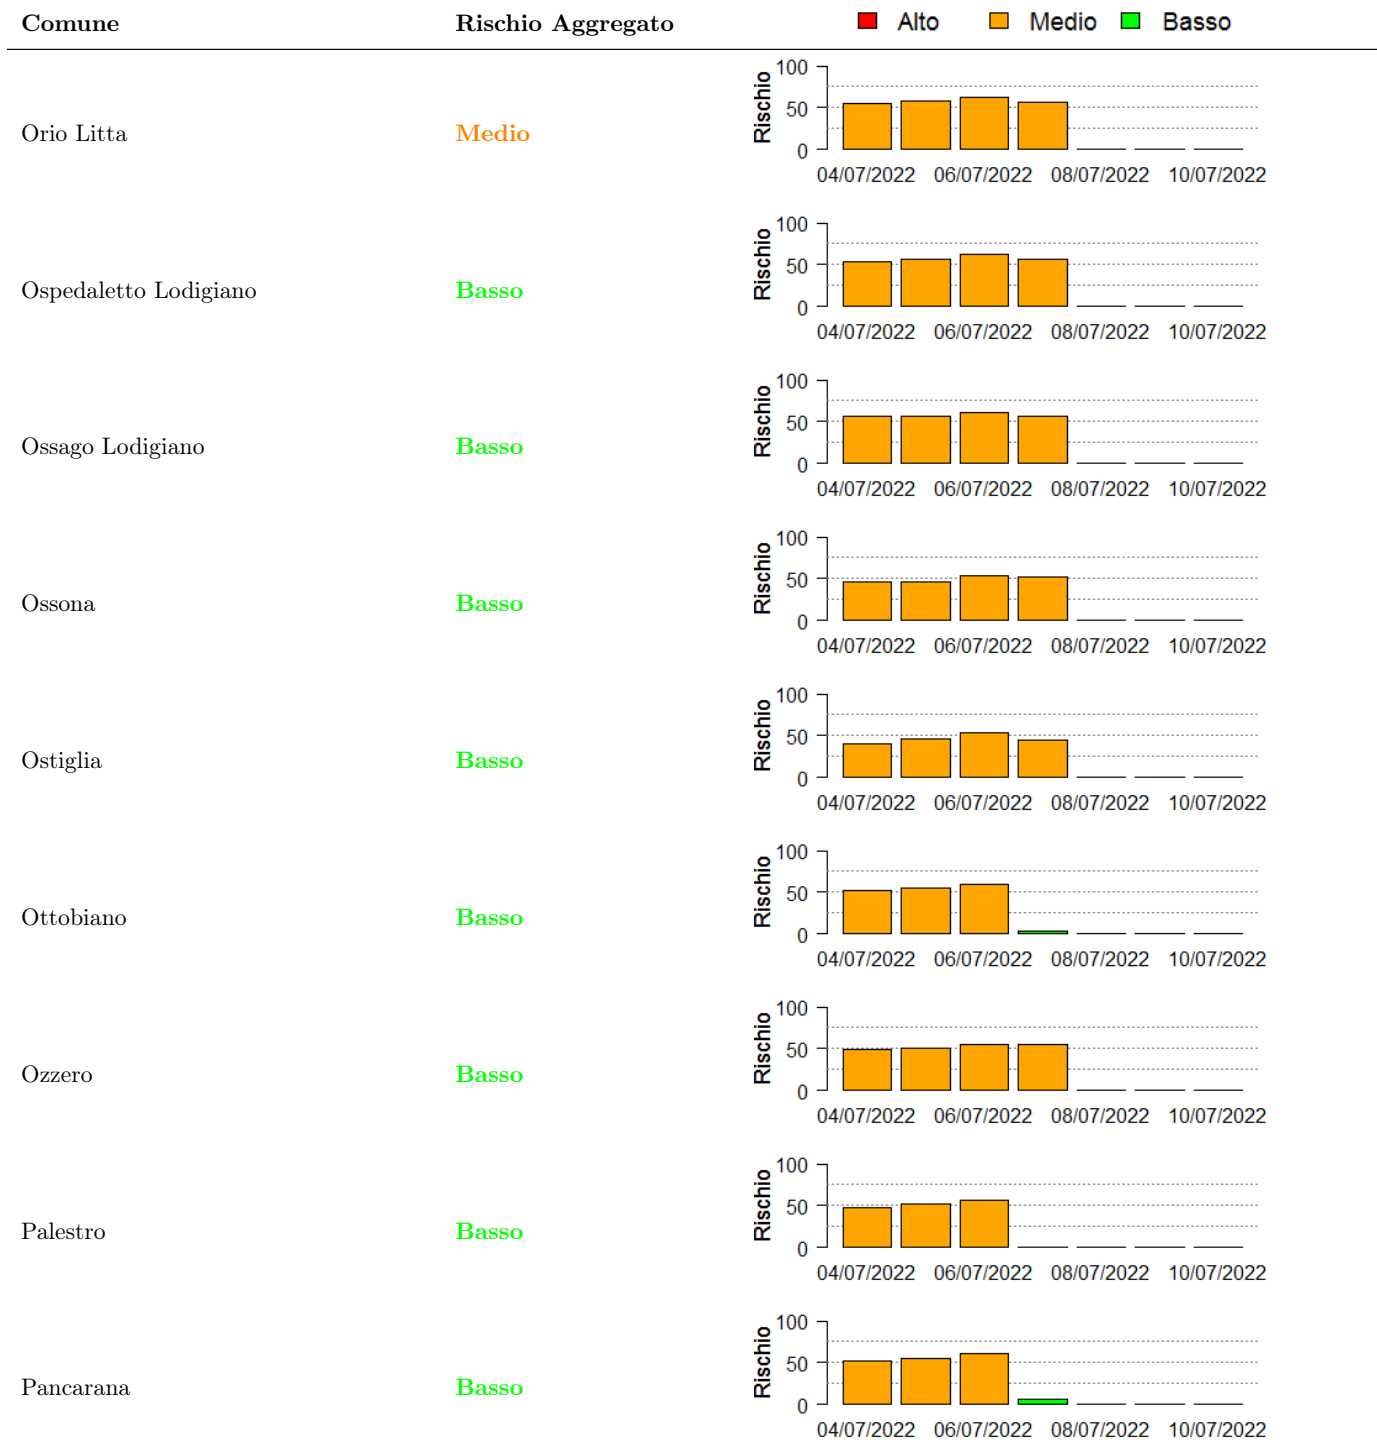 Comune Rischio Aggregato Alto Medio Basso
Orio Litta Medio
Rischio
100
50
0
04/07/2022 06/07/2022 08/07/2022 10/07/2022
Ospedaletto Lodigiano Basso
Rischio
100
50
0
04/07/2022 06/07/2022 08/07/2022 10/07/2022
Ossago Lodigiano Basso
Rischio
100
50
0
04/07/2022 06/07/2022 08/07/2022 10/07/2022
Ossona Basso
Rischio
100
50
0
04/07/2022 06/07/2022 08/07/2022 10/07/2022
Ostiglia Basso
Rischio
100
50
0
04/07/2022 06/07/2022 08/07/2022 10/07/2022
Ottobiano Basso
Rischio
100
50
0
04/07/2022 06/07/2022 08/07/2022 10/07/2022
Ozzero Basso
Rischio
100
50
0
04/07/2022 06/07/2022 08/07/2022 10/07/2022
Palestro Basso
Rischio
100
50
0
04/07/2022 06/07/2022 08/07/2022 10/07/2022
Pancarana Basso
Rischio
100
50
0
04/07/2022 06/07/2022 08/07/2022 10/07/2022